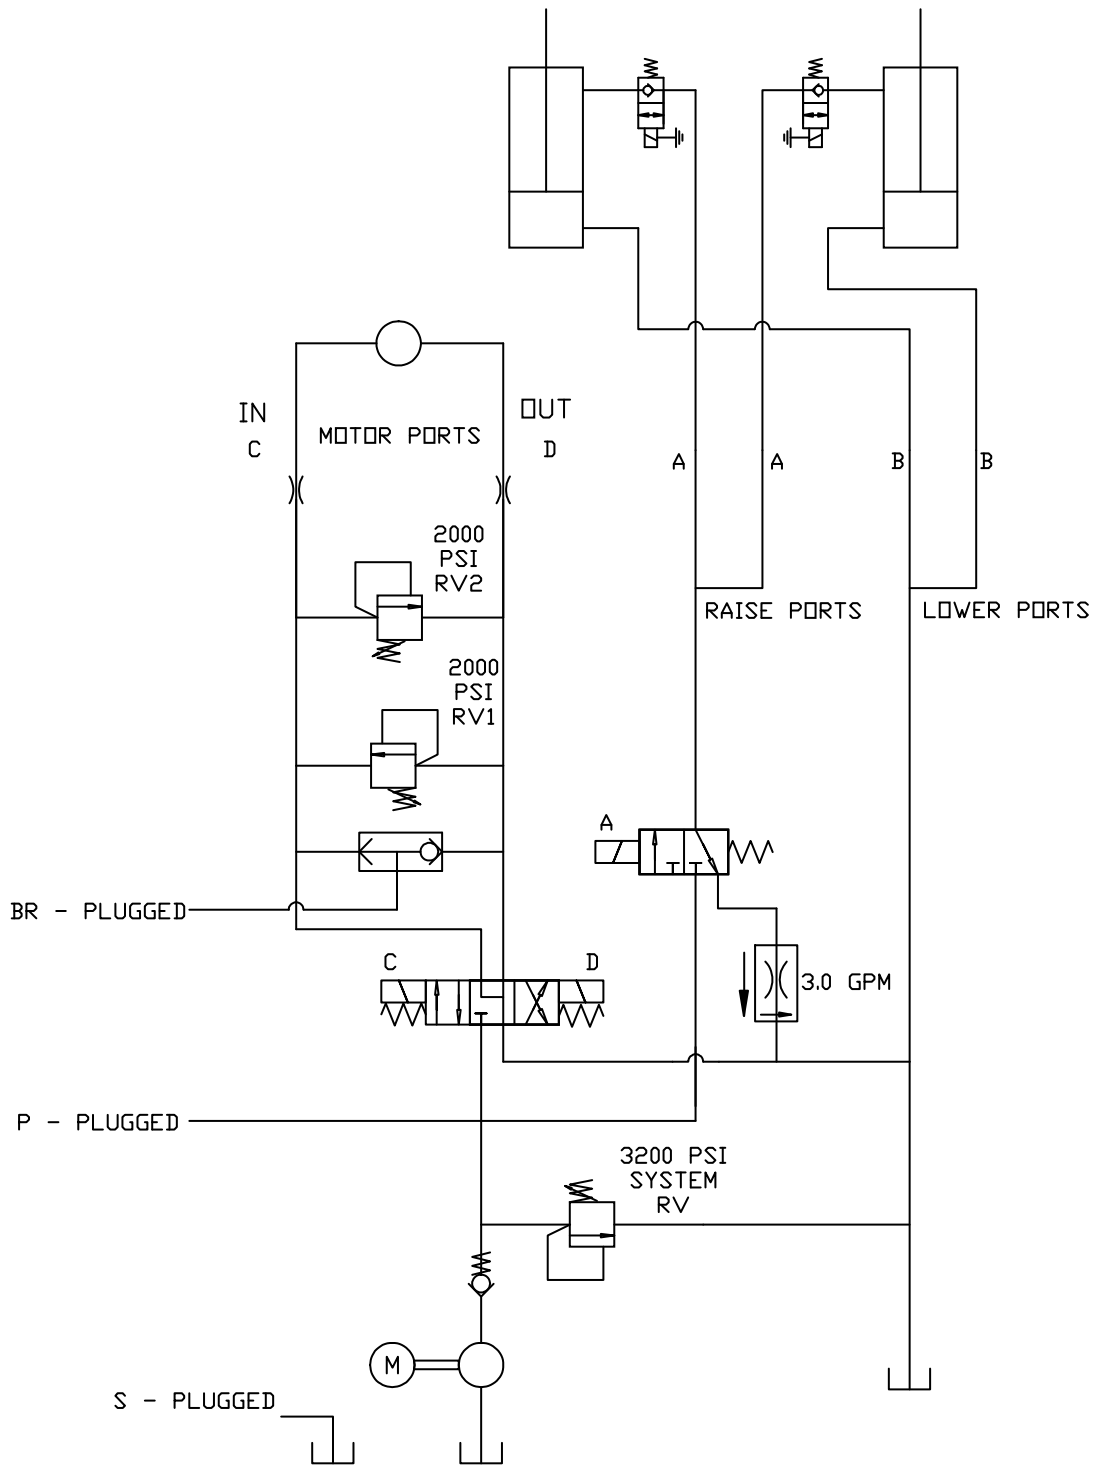 IN
OUT
C
MOTOR PORTS
D
A
A
B
B
2000
PSI
RV2
RAISE PORTS
LOWER PORTS
2000
PSI
RV1
A
BR - PLUGGED
C
D
3.0 GPM
P - PLUGGED
3200 PSI
SYSTEM
RV
M
S - PLUGGED